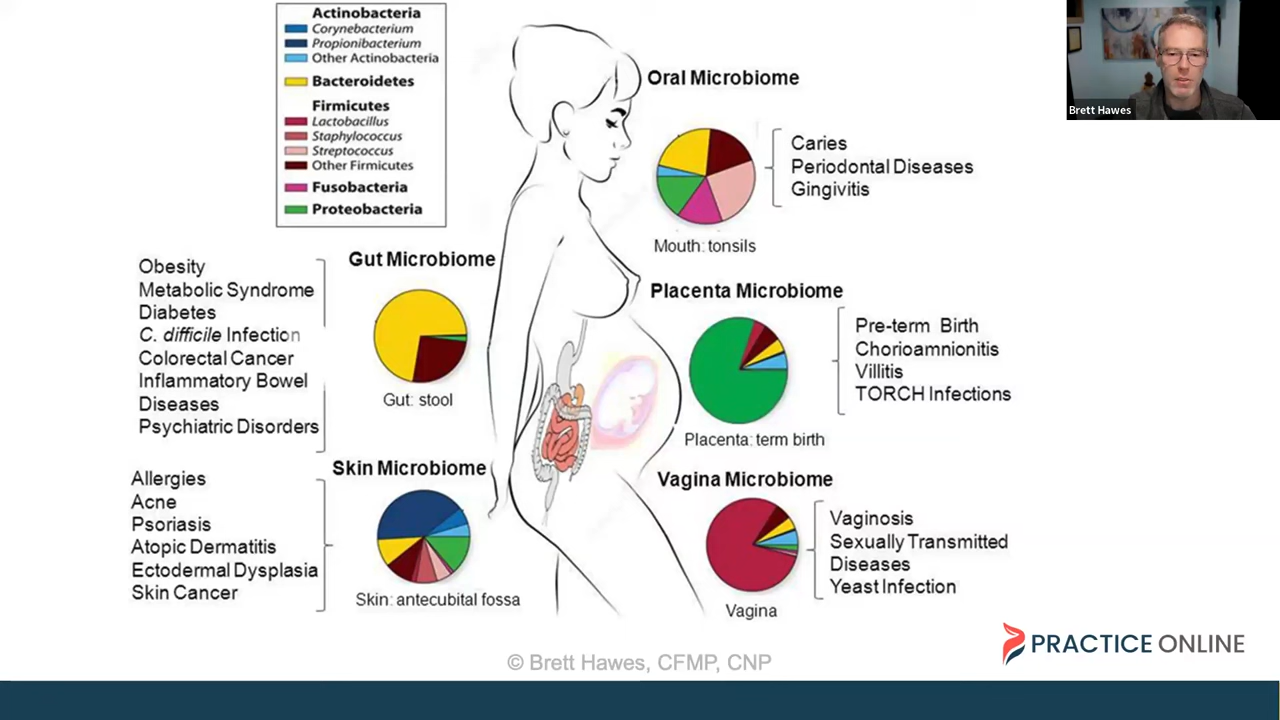 Actinobacteria
Corynebacterium
Propionibacterium
Other Actinobacteria
Bacteroidetes
Firmicutes
Lactobacillus
Staphylococcus
Streptococcus
Other Firmicutes
Fusobacteria
Proteobacteria
Brett Hawes
Oral Microbiome
Caries
Periodontal Diseases
Gingivitis
Mouth: tonsils
Gut Microbiome
Obesity
Metabolic Syndrome
Diabetes
C. difficile Infection
Colorectal Cancer
Inflammatory Bowel
Diseases
Psychiatric Disorders
Gut: stool
Placenta Microbiome
Pre-term Birth
Chorioamnionitis
Villitis
TORCH Infections
Placenta: term birth
Skin Microbiome
Allergies
Acne
Psoriasis
Atopic Dermatitis
Ectodermal Dysplasia
Skin Cancer
Skin: antecubital fossa
Vagina Microbiome
Vaginosis
Sexually Transmitted
Diseases
Yeast Infection
Vagina
PRACTICE ONLINE
© Brett Hawes, CFMP, CNP